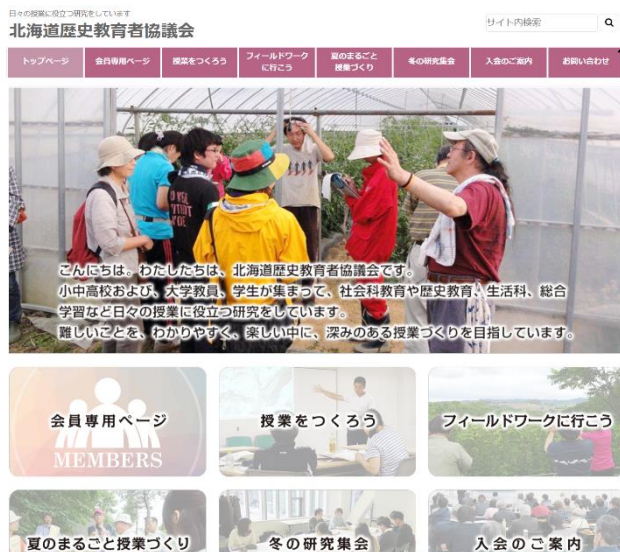 日々の授業に役立つ研究をしています
北海道歴史教育者協議会
サイト内検索
トップページ
会員専用ページ
授業をつくろう
フィールドワーク
に行こう
夏のまるごと
授業づくり
冬の研究集会
入会のご案内
お問い合わせ
こんにちは。わたしたちは、北海道歴史教育者協議会です。
小中高校および、大学教員、学生が集まって、社会科教育や歴史教育、生活科、総合
学習など日々の授業に役立つ研究をしています。
難しいことを、わかりやすく、楽しい中に、深みのある授業づくりを目指しています。
会員専用ページ
MEMBERS
授業をつくろう
フィールドワークに行こう
夏のまるごと授業づくり
冬の研究集会
入会のご案内